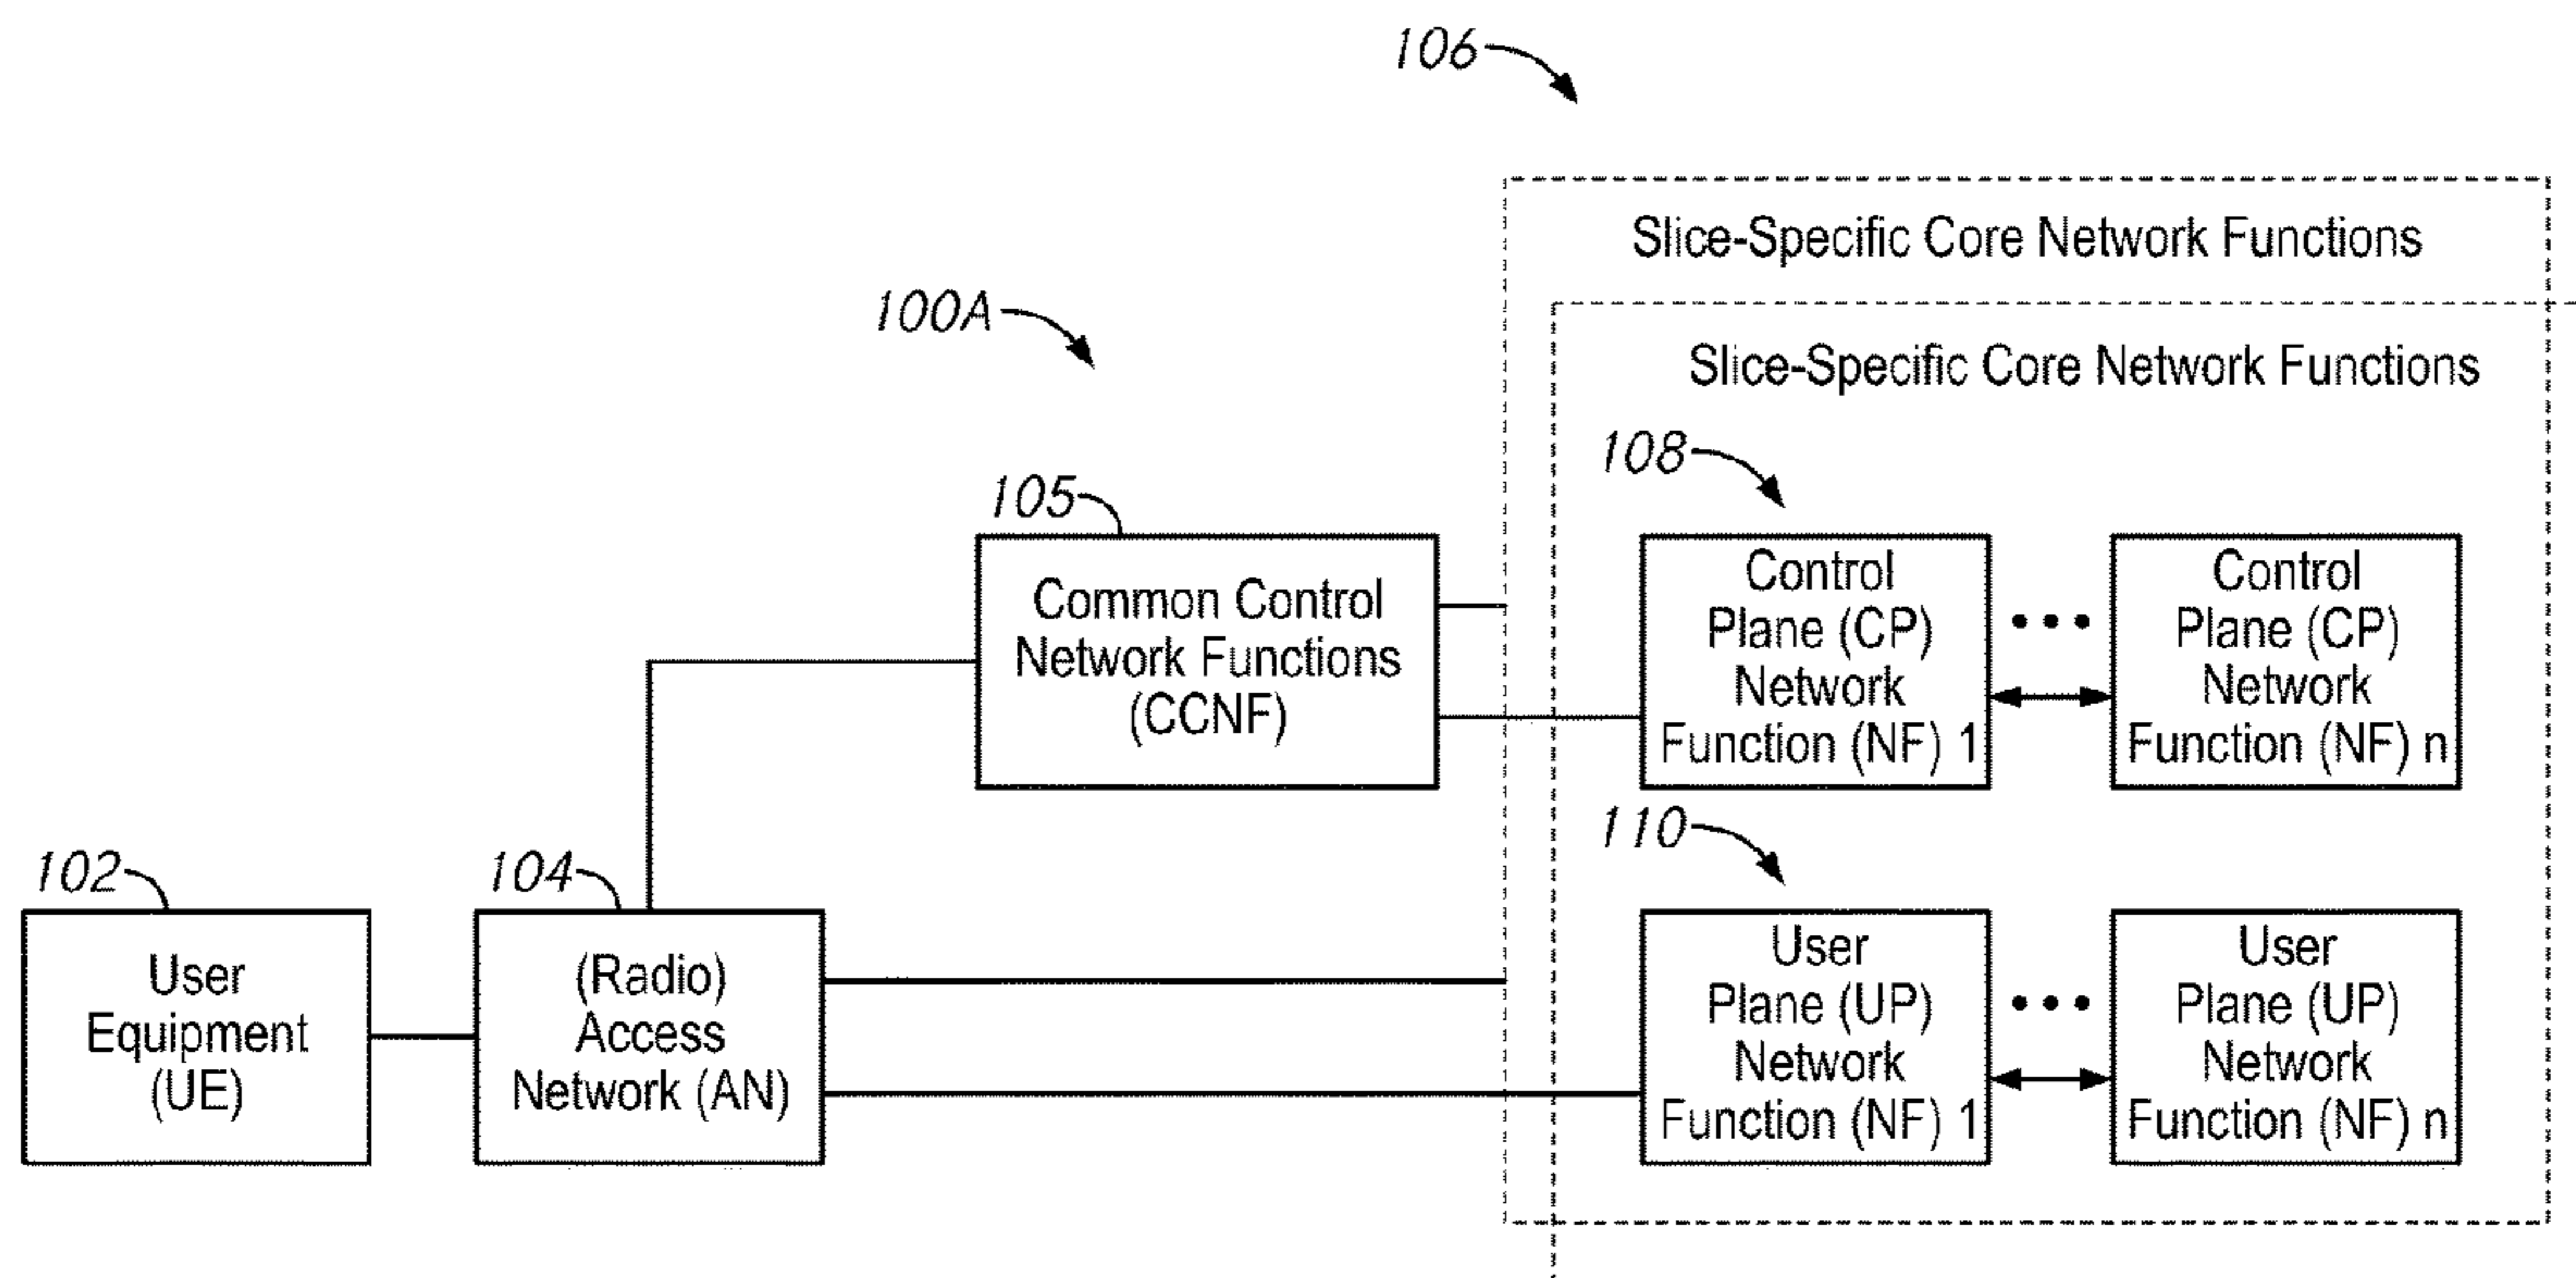 106
Slice-Specific Core Network Functions
100A
Slice-Specific Core Network Functions
108
105
Control
Plane (CP)
Network
Function (NF) 1
Control
Plane (CP)
Network
Function (NF) n
Common Control
Network Functions
(CCNF)
110
102
104
User
Equipment
(UE)
(Radio)
Access
Network (AN)
User
Plane (UP)
Network
Function (NF) 1
User
Plane (UP)
Network
Function (NF) n